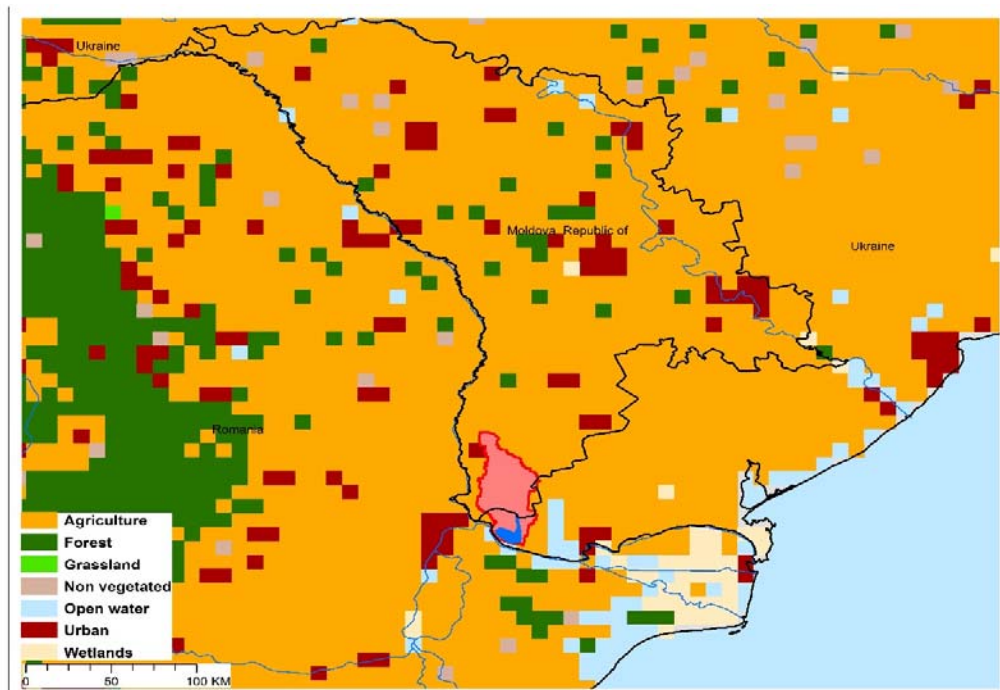 Ukraine
Moldova Republic of
Ukraine
Romania
Agriculture
Forest
Grassland
Non vegetated
Open water
Urban
Wetlands
0 50 100 KM